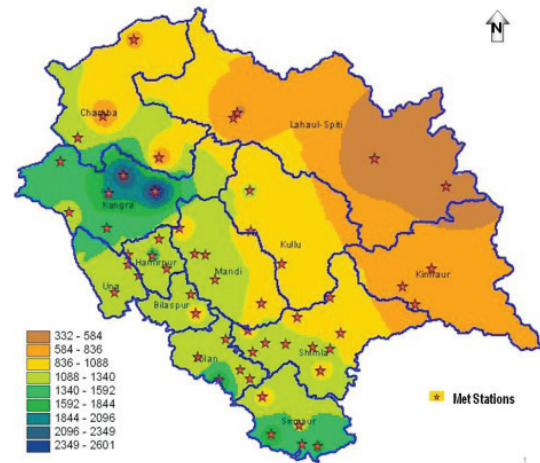 N
Chamba
Lahaul-Spiti
Kangra
Kullu
Hamirpur
Mandi
Kinnaur
Una
Bilaspur
Solan
Shimla
Sirmaur
332 - 584
584 - 836
836 - 1088
1088 - 1340
1340 - 1592
1592 - 1844
1844 - 2096
2096 - 2349
2349 - 2601
Met Stations